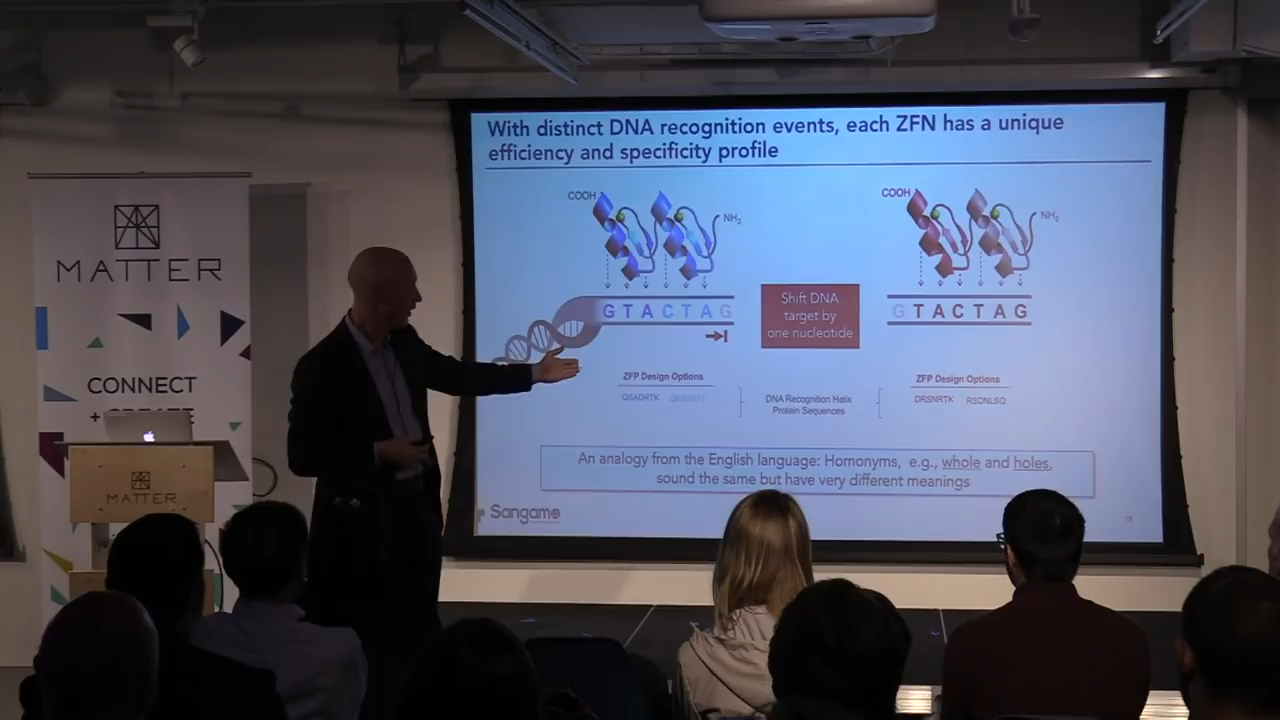 With distinct DNA recognition events, each ZFN has a unique
efficiency and specificity profile
COOH
NH2
COOH
NH2
GTACTAG
Shift DNA
target by
one nucleotide
GTACTAG
ZFP Design Options
QSADRTK
DNA Recognition Helix
Protein Sequences
ZFP Design Options
DRSNRTK RSDNLSQ
An analogy from the English language: Homonyms, e.g., whole and holes,
sound the same but have very different meanings
Sangamo
MATTER
CONNECT
+ CREATE
MATTER